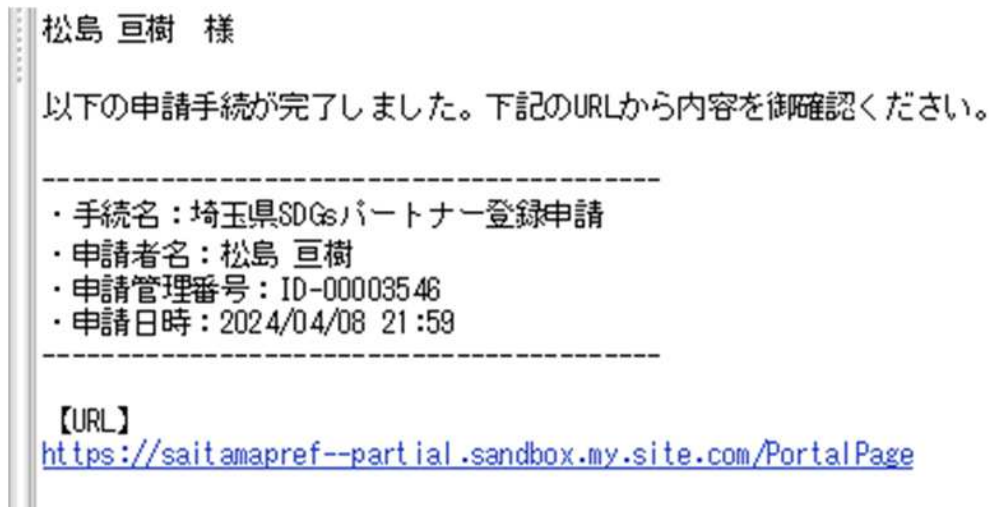 松島 亘樹　様
以下の申請手続が完了しました。下記のURLから内容を御確認ください。
------------------------------------------
・手続名：埼玉県SDGsパートナー登録申請
・申請者名：松島 亘樹
・申請管理番号：ID-00003546
・申請日時：2024/04/08 21:59
------------------------------------------
【URL】
https://saitamapref--partial.sandbox.my.site.com/PortalPage